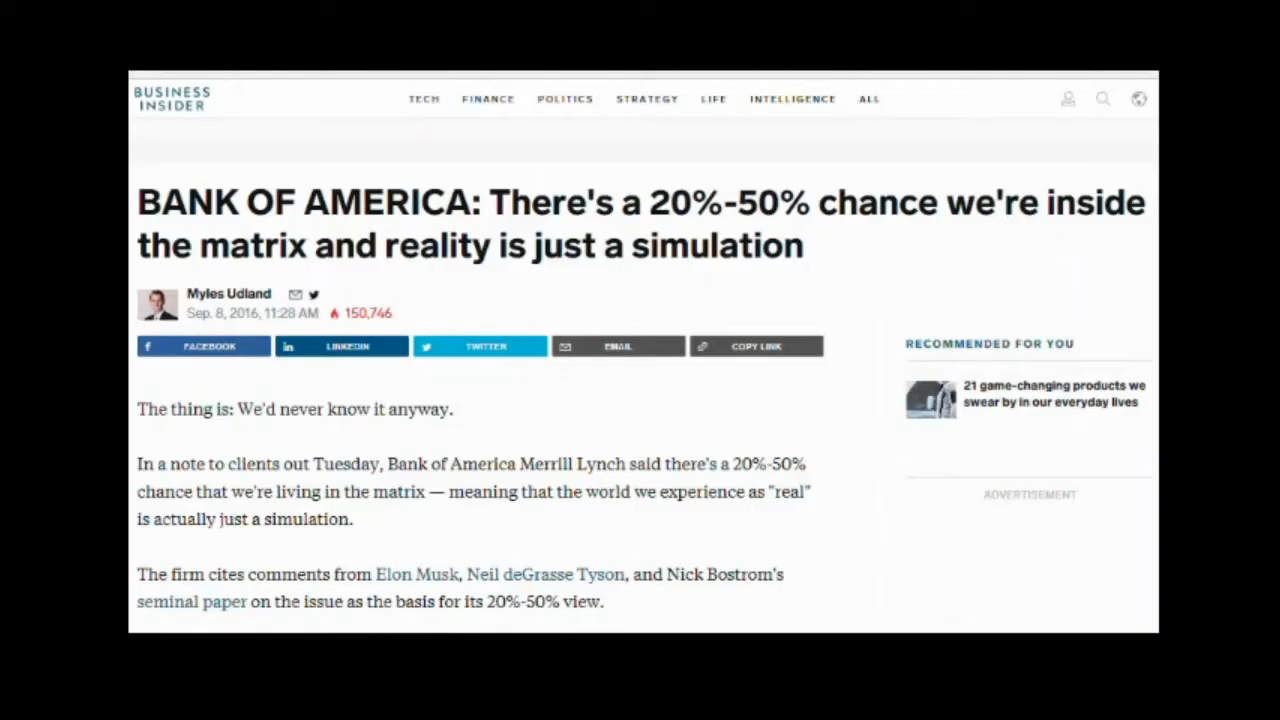 BUSINESS
INSIDER
TECH FINANCE POLITICS STRATEGY LIFE INTELLIGENCE ALL
BANK OF AMERICA: There's a 20%-50% chance we're inside
the matrix and reality is just a simulation
Myles Udland
Sep. 8, 2016, 11:28 AM 150,746
FACEBOOK LINKEDIN TWITTER EMAIL COPY LINK
The thing is: We'd never know it anyway.
In a note to clients out Tuesday, Bank of America Merrill Lynch said there's a 20%-50%
chance that we're living in the matrix — meaning that the world we experience as "real"
is actually just a simulation.
The firm cites comments from Elon Musk, Neil deGrasse Tyson, and Nick Bostrom's
seminal paper on the issue as the basis for its 20%-50% view.
RECOMMENDED FOR YOU
21 game-changing products we
swear by in our everyday lives
ADVERTISEMENT